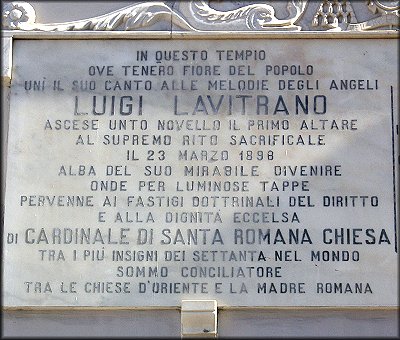 IN QUESTO TEMPIO
OVE TENERO FIORE DEL POPOLO
UNÌ IL SUO CANTO ALLE MELODIE DEGLI ANGELI
LUIGI LAVITRANO
ASCESE UNTO NOVELLO IL PRIMO ALTARE
AL SUPREMO RITO SACRIFICALE
IL 23 MARZO 1898
ALBA DEL SUO MIRABILE DIVENIRE
ONDE PER LUMINOSE TAPPE
PERVENNE AI FASTIGI DOTTRINALI DEL DIRITTO
E ALLA DIGNITÀ ECCELSA
DI CARDINALE DI SANTA ROMANA CHIESA
TRA I PIÙ INSIGNI DEI SETTANTA NEL MONDO
SOMMO CONCILIATORE
TRA LE CHIESE D'ORIENTE E LA MADRE ROMANA